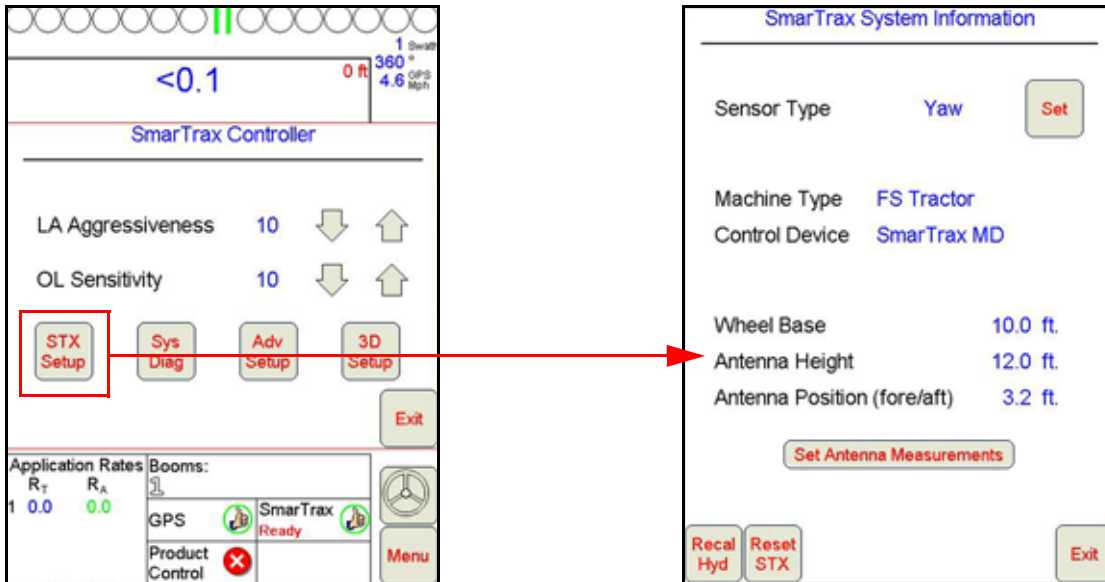 1 Swath
360 °
4.6 GPS Mph
<0.1
0 ft
SmarTrax Controller
LA Aggressiveness 10
OL Sensitivity 10
STX Setup
Sys Diag
Adv Setup
3D Setup
Exit
Application Rates
RT RA
1 0.0 0.0
Booms:
1
GPS
SmarTrax
Ready
Product Control
Menu
SmarTrax System Information
Sensor Type Yaw
Set
Machine Type FS Tractor
Control Device SmarTrax MD
Wheel Base 10.0 ft.
Antenna Height 12.0 ft.
Antenna Position (fore/aft) 3.2 ft.
Set Antenna Measurements
Recal Hyd
Reset STX
Exit